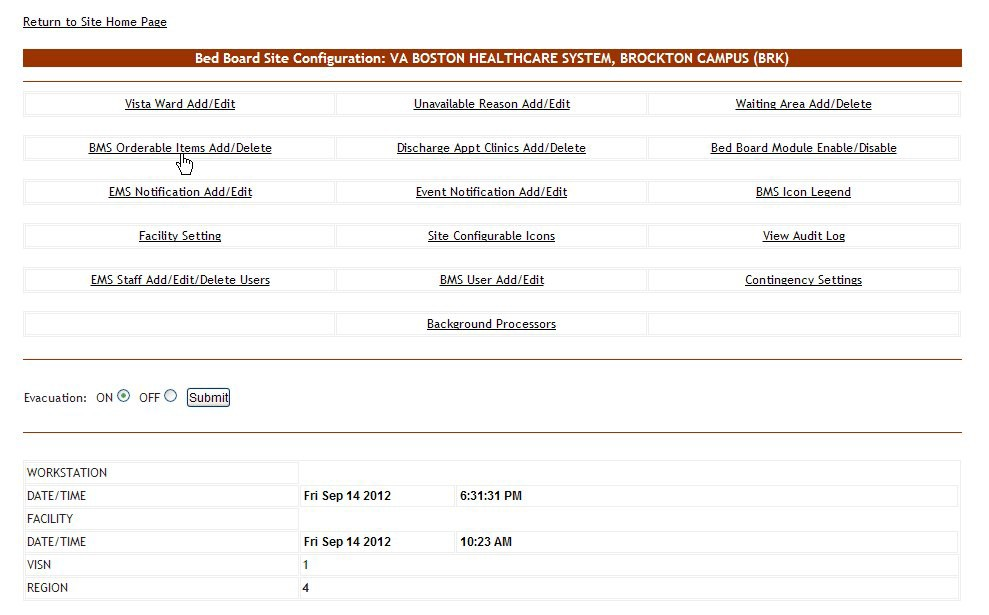 Return to Site Home Page
Bed Board Site Configuration: VA BOSTON HEALTHCARE SYSTEM, BROCKTON CAMPUS (BRK)
Vista Ward Add/Edit Unavailable Reason Add/Edit Waiting Area Add/Delete
BMS Orderable Items Add/Delete Discharge Appt Clinics Add/Delete Bed Board Module Enable/Disable
EMS Notification Add/Edit Event Notification Add/Edit BMS Icon Legend
Facility Setting Site Configurable Icons View Audit Log
EMS Staff Add/Edit/Delete Users BMS User Add/Edit Contingency Settings
Background Processors
Evacuation: ON OFF Submit
WORKSTATION
DATE/TIME Fri Sep 14 2012 6:31:31 PM
FACILITY
DATE/TIME Fri Sep 14 2012 10:23 AM
VISN 1
REGION 4